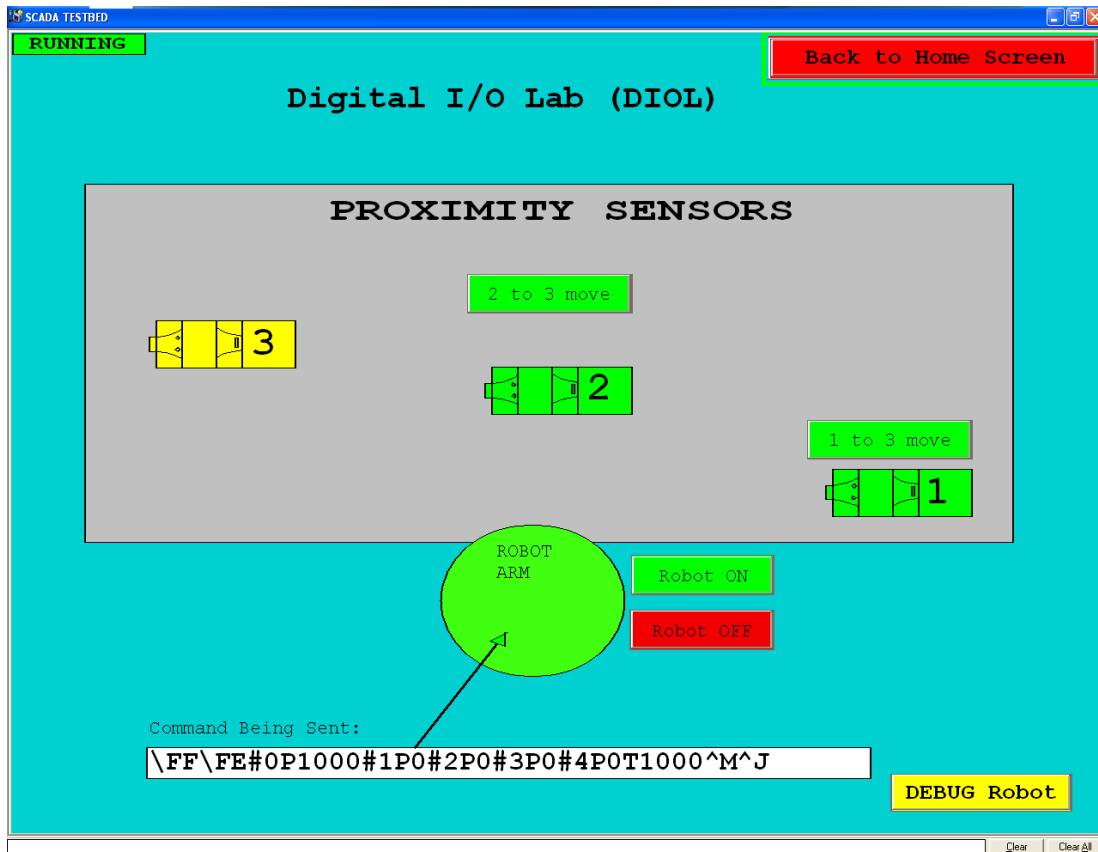 SCADA TESTBED
RUNNING
Back to Home Screen
Digital I/O Lab (DIOL)
PROXIMITY SENSORS
2 to 3 move
3
2
1 to 3 move
1
ROBOT
ARM
Robot ON
Robot OFF
Command Being Sent:
\FF\FE#0P1000#1P0#2P0#3P0#4P0T1000^M^J
DEBUG Robot
Clear Clear All